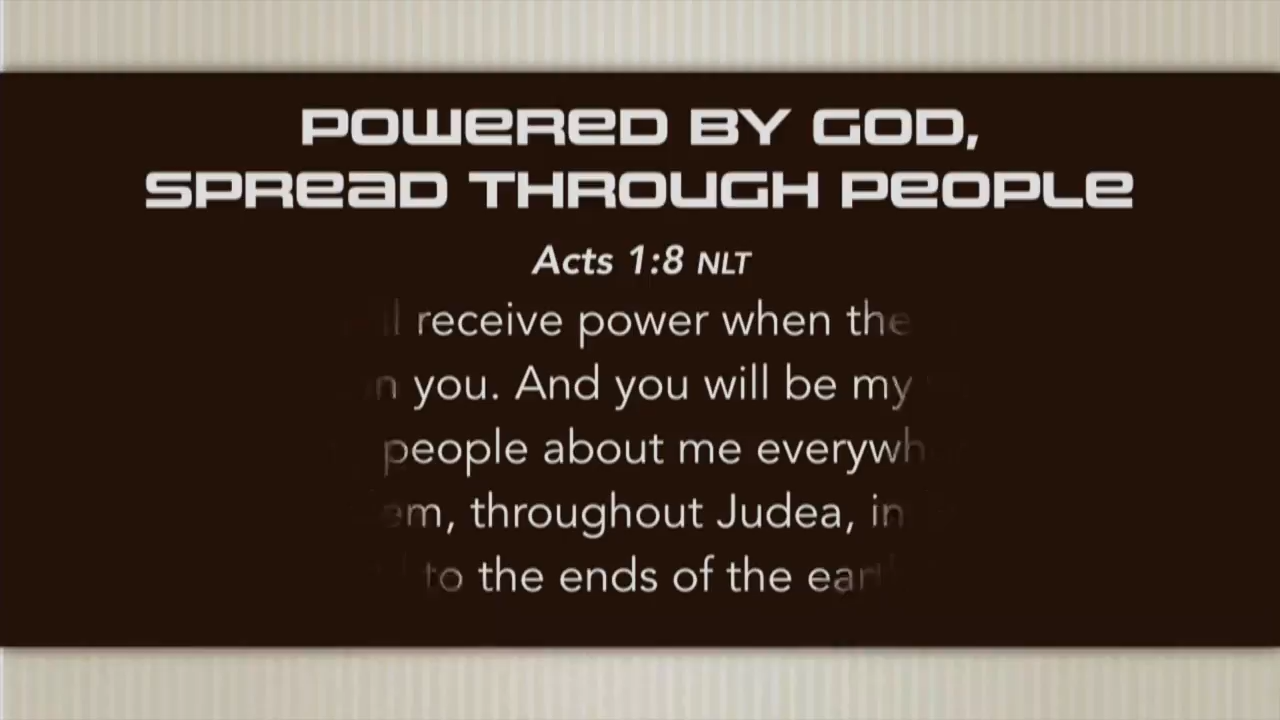 POWERED BY GOD,
SPREAD THROUGH PEOPLE
Acts 1:8 NLT
receive power when the
you. And you will be my
people about me everywh
em, throughout Judea, in
to the ends of the ear